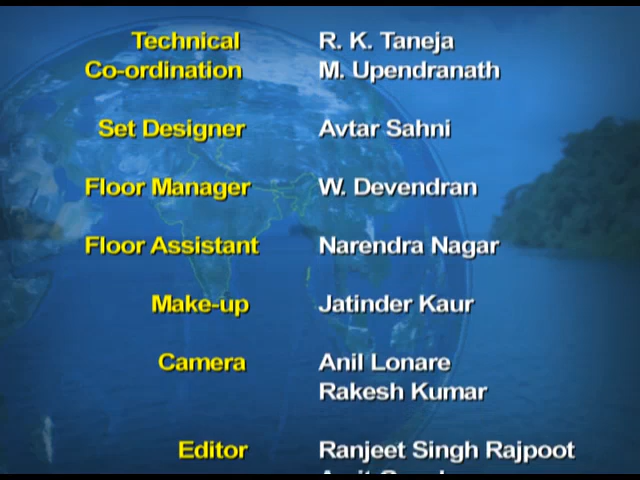 Technical R. K. Taneja
Co-ordination M. Upendranath
Set Designer Avtar Sahni
Floor Manager W. Devendran
Floor Assistant Narendra Nagar
Make-up Jatinder Kaur
Camera Anil Lonare
Rakesh Kumar
Editor Ranjeet Singh Rajpoot